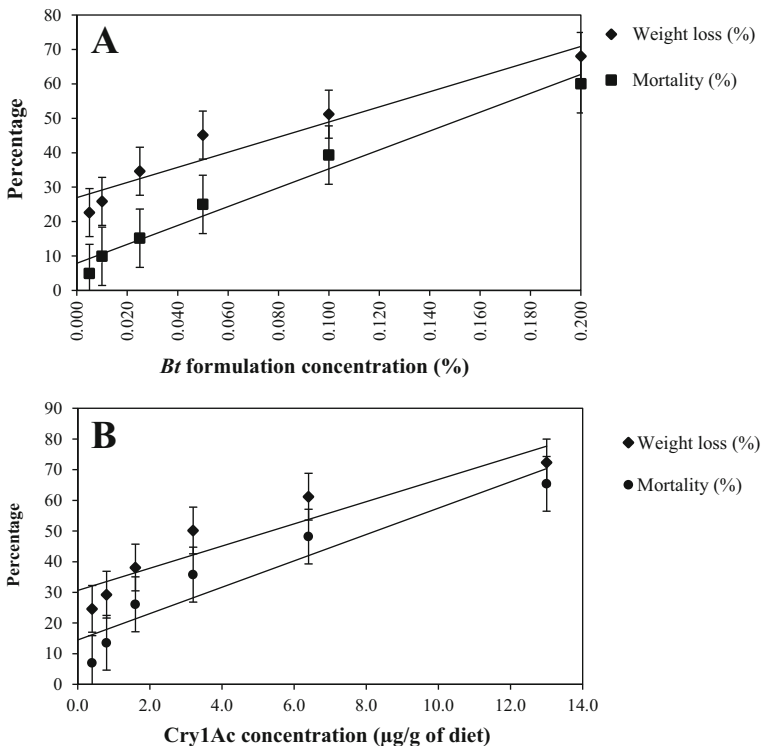 A
80
70
60
50
40
30
20
10
0
Percentage
0.000
0.020
0.040
0.060
0.080
0.100
0.120
0.140
0.160
0.180
0.200
Bt formulation concentration (%)
Weight loss (%)
Mortality (%)
B
90
80
70
60
50
40
30
20
10
0
Percentage
0.0 2.0 4.0 6.0 8.0 10.0 12.0 14.0
Cry1Ac concentration (µg/g of diet)
Weight loss (%)
Mortality (%)